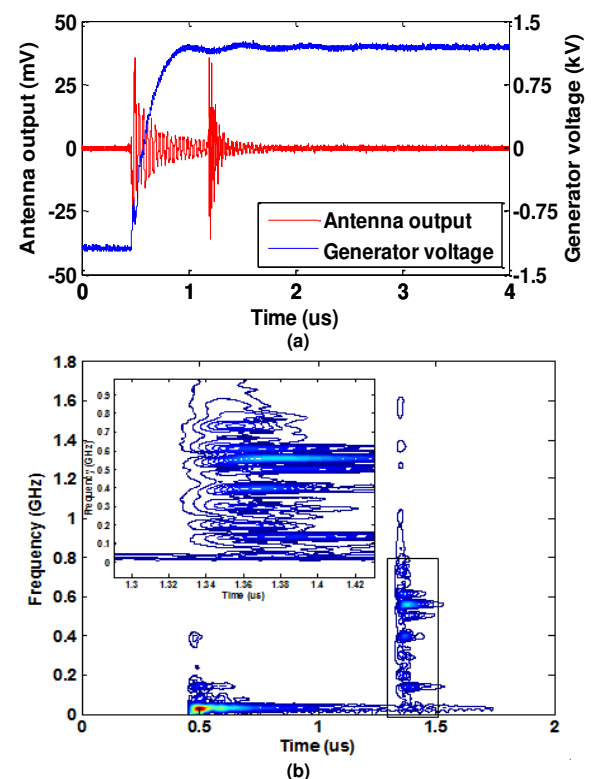 50
25
0
-25
-50
Antenna output (mV)
1.5
0.75
0
-0.75
-1.5
Generator voltage (kV)
Antenna output
Generator voltage
0 1 2 3 4
Time (us)
(a)
1.8
1.6
1.4
1.2
1
0.8
0.6
0.4
0.2
0
Frequency (GHz)
0.9
0.8
0.7
0.6
0.5
0.4
0.3
0.2
0.1
0
Frequency (GHz)
1.3 1.32 1.34 1.36 1.38 1.4 1.42
Time (us)
0 0.5 1 1.5 2
Time (us)
(b)